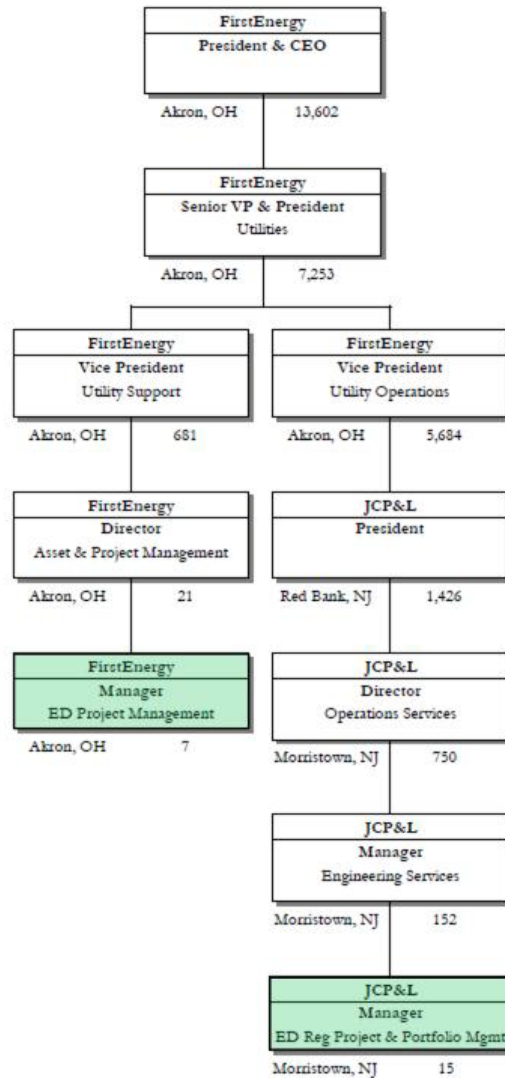 FirstEnergy
President & CEO
Akron, OH 13,602
FirstEnergy
Senior VP & President
Utilities
Akron, OH 7,253
FirstEnergy
Vice President
Utility Support
Akron, OH 681
FirstEnergy
Director
Asset & Project Management
Akron, OH 21
FirstEnergy
Manager
ED Project Management
Akron, OH 7
FirstEnergy
Vice President
Utility Operations
Akron, OH 5,684
JCP&L
President
Red Bank, NJ 1,426
JCP&L
Director
Operations Services
Morristown, NJ 750
JCP&L
Manager
Engineering Services
Morristown, NJ 152
JCP&L
Manager
ED Reg Project & Portfolio Mgmt
Morristown, NJ 15